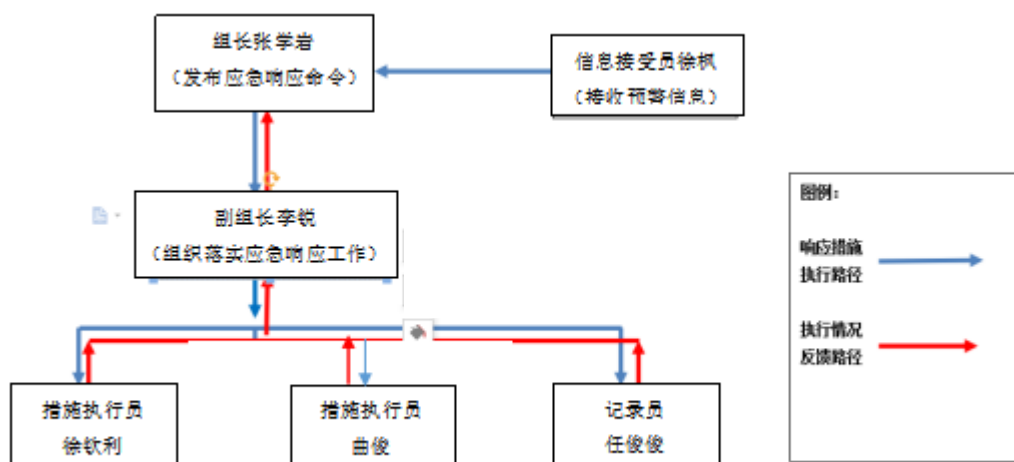 组长张学岩
（发布应急响应命令）
信息接受员徐枫
（接收预警信息）
副组长李锐
（组织落实应急响应工作）
图例：
响应措施
执行路径
执行情况
反馈路径
措施执行员
徐钦利
措施执行员
曲俊
记录员
任俊俊